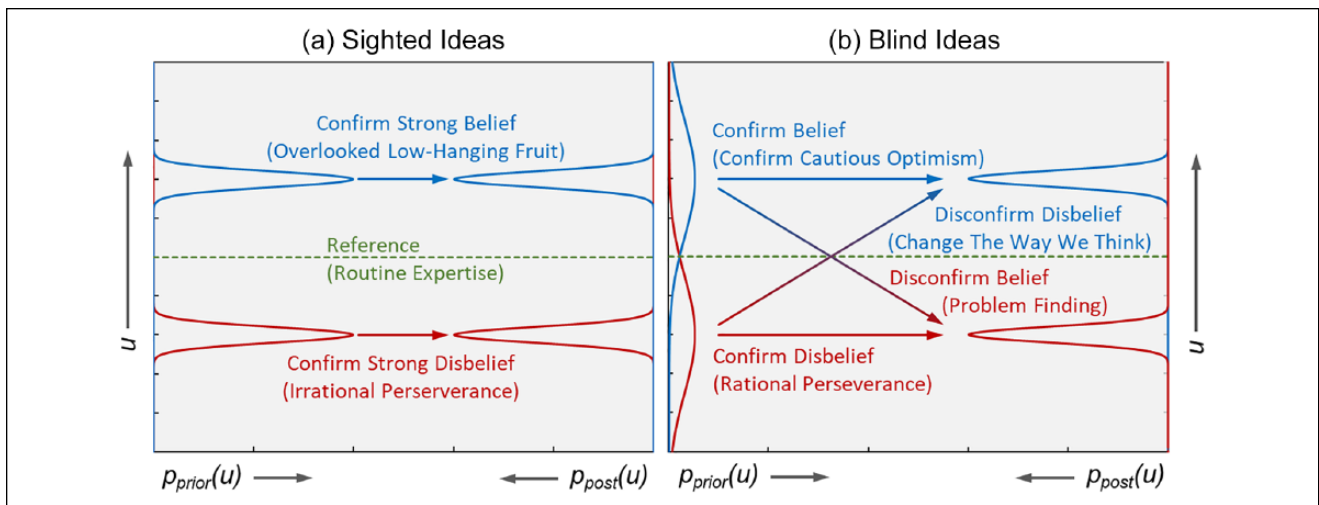 (a) Sighted Ideas
Confirm Strong Belief
(Overlooked Low-Hanging Fruit)
Reference
(Routine Expertise)
Confirm Strong Disbelief
(Irrational Perserverance)
u
pprior(u)
ppost(u)
(b) Blind Ideas
Confirm Belief
(Confirm Cautious Optimism)
Disconfirm Disbelief
(Change The Way We Think)
Disconfirm Belief
(Problem Finding)
Confirm Disbelief
(Rational Perseverance)
u
pprior(u)
ppost(u)